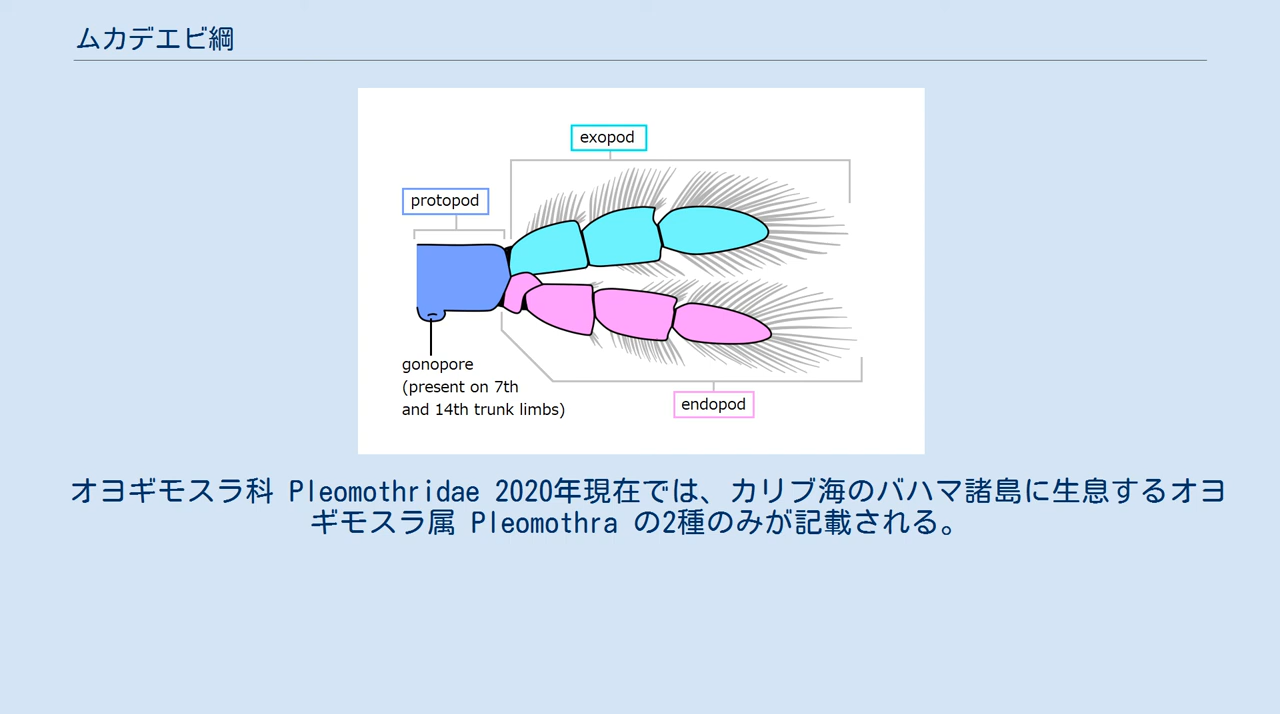 ムカデエビ綱
exopod
protopod
gonopore
(present on 7th
and 14th trunk limbs)
endopod
オヨギモスラ科 Pleomothridae 2020年現在では、カリブ海のバハマ諸島に生息するオヨ
ギモスラ属 Pleomothra の2種のみが記載される。